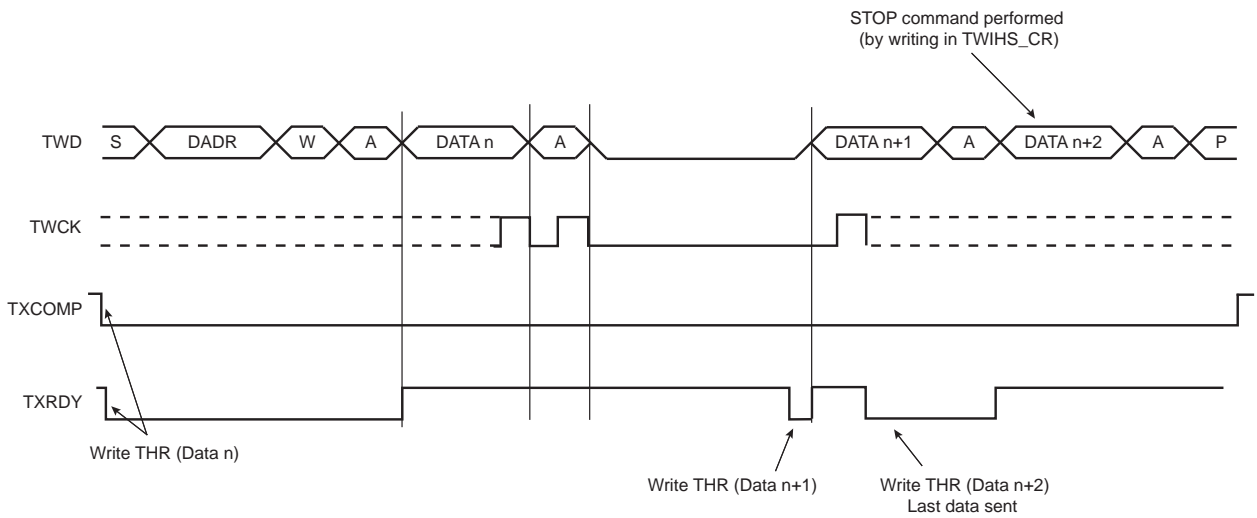 STOP command performed
(by writing in TWIHS_CR)
TWD S DADR W A DATA n A DATA n+1 A DATA n+2 A P
TWCK
TXCOMP
TXRDY
Write THR (Data n)
Write THR (Data n+1)
Write THR (Data n+2)
Last data sent